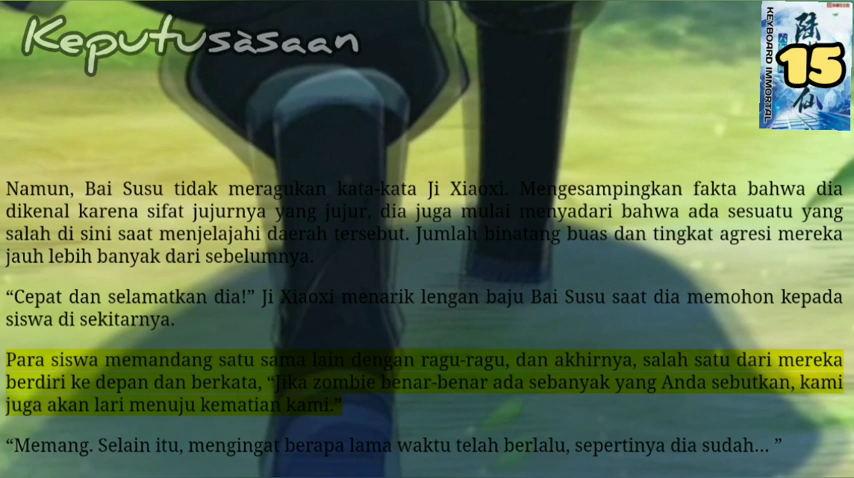 Keputusasaan
15
KEYBOARD IMMORTAL
Namun, Bai Susu tidak meragukan kata-kata Ji Xiaoxi. Mengesampingkan fakta bahwa dia
dikenal karena sifat jujurnya yang jujur, dia juga mulai menyadari bahwa ada sesuatu yang
salah di sini saat menjelajahi daerah tersebut. Jumlah binatang buas dan tingkat agresi mereka
jauh lebih banyak dari sebelumnya.
“Cepat dan selamatkan dia!” Ji Xiaoxi menarik lengan baju Bai Susu saat dia memohon kepada
siswa di sekitarnya.
Para siswa memandang satu sama lain dengan ragu-ragu, dan akhirnya, salah satu dari mereka
berdiri ke depan dan berkata, “Jika zombie benar-benar ada sebanyak yang Anda sebutkan, kami
juga akan lari menuju kematian kami.”
“Memang. Selain itu, mengingat berapa lama waktu telah berlalu, sepertinya dia sudah… ”